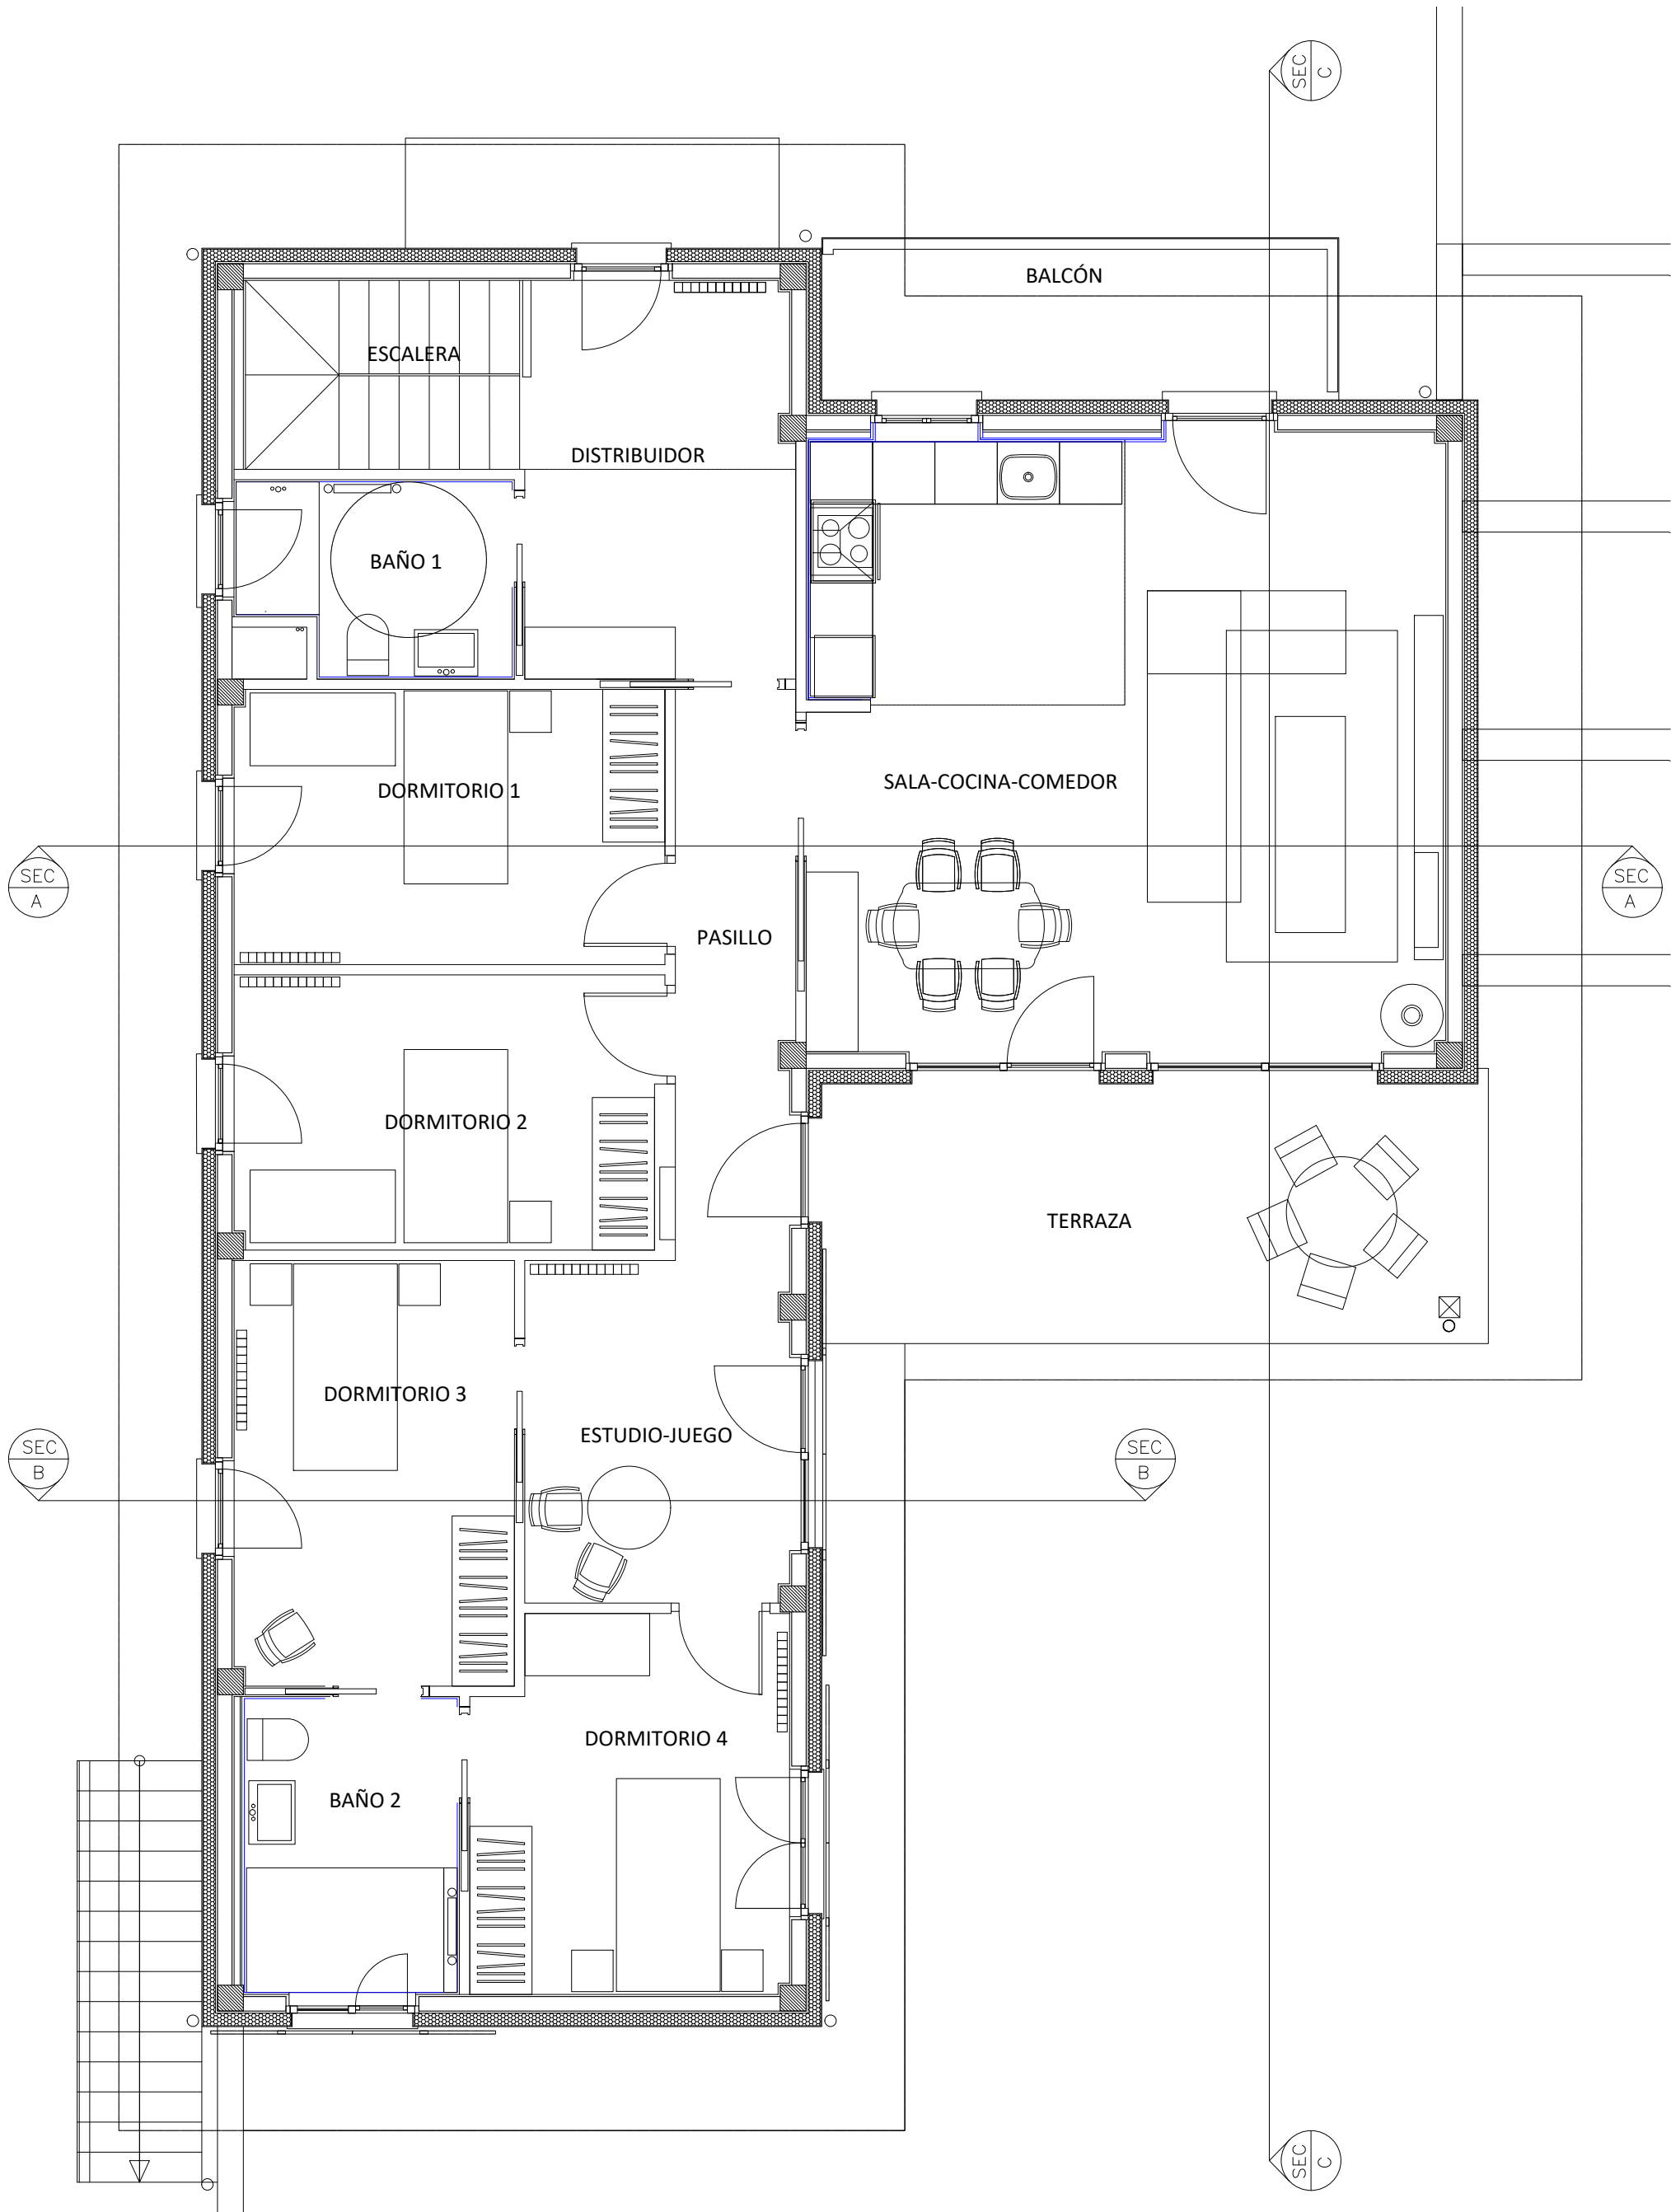 SEC
C
BALCÓN
ESCALERA
DISTRIBUIDOR
BAÑO 1
SALA-COCINA-COMEDOR
DORMITORIO 1
SEC
A
SEC
A
PASILLO
DORMITORIO 2
TERRAZA
DORMITORIO 3
ESTUDIO-JUEGO
SEC
B
SEC
B
DORMITORIO 4
BAÑO 2
SEC
C